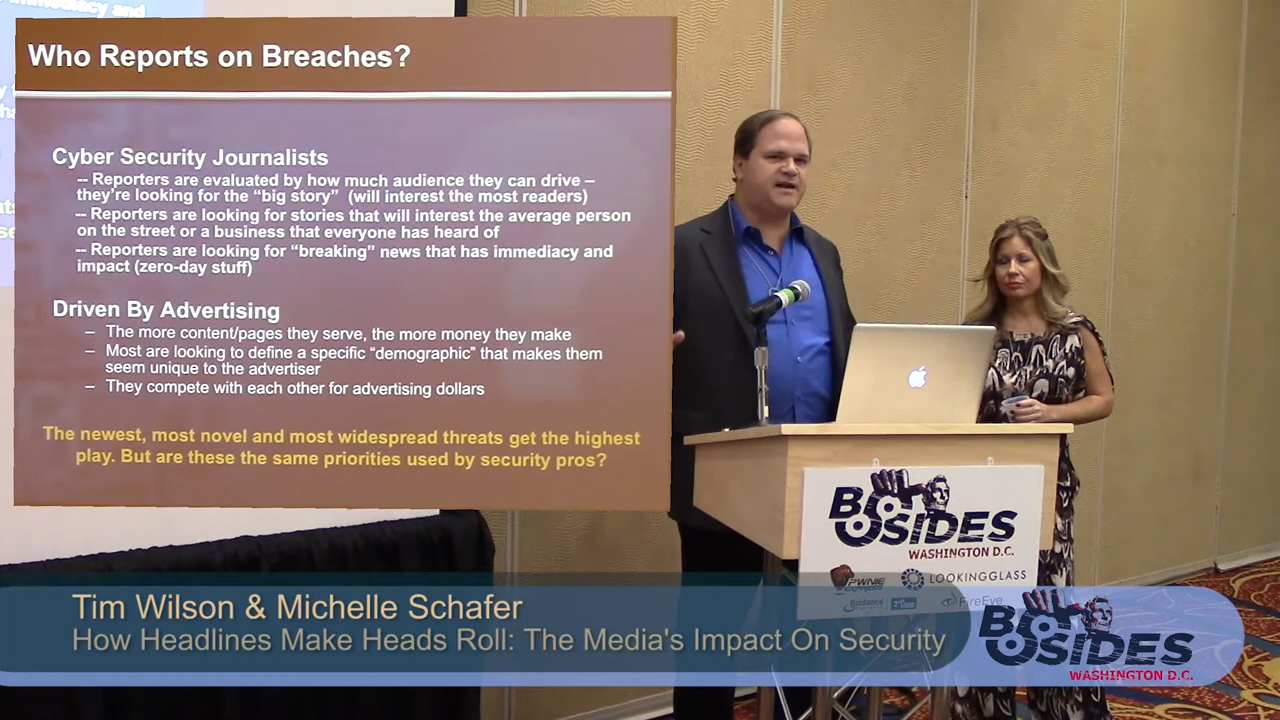 Who Reports on Breaches?
Cyber Security Journalists
-- Reporters are evaluated by how much audience they can drive –
they're looking for the "big story" (will interest the most readers)
-- Reporters are looking for stories that will interest the average person
on the street or a business that everyone has heard of
-- Reporters are looking for "breaking" news that has immediacy and
impact (zero-day stuff)
Driven By Advertising
– The more content/pages they serve, the more money they make
– Most are looking to define a specific "demographic" that makes them
seem unique to the advertiser
– They compete with each other for advertising dollars
The newest, most novel and most widespread threats get the highest
play. But are these the same priorities used by security pros?
BSIDES
WASHINGTON D.C.
PWNIE EXPRESS
LOOKINGGLASS
Guidance
FireEye
Tim Wilson & Michelle Schafer
How Headlines Make Heads Roll: The Media's Impact On Security
BSIDES
WASHINGTON D.C.